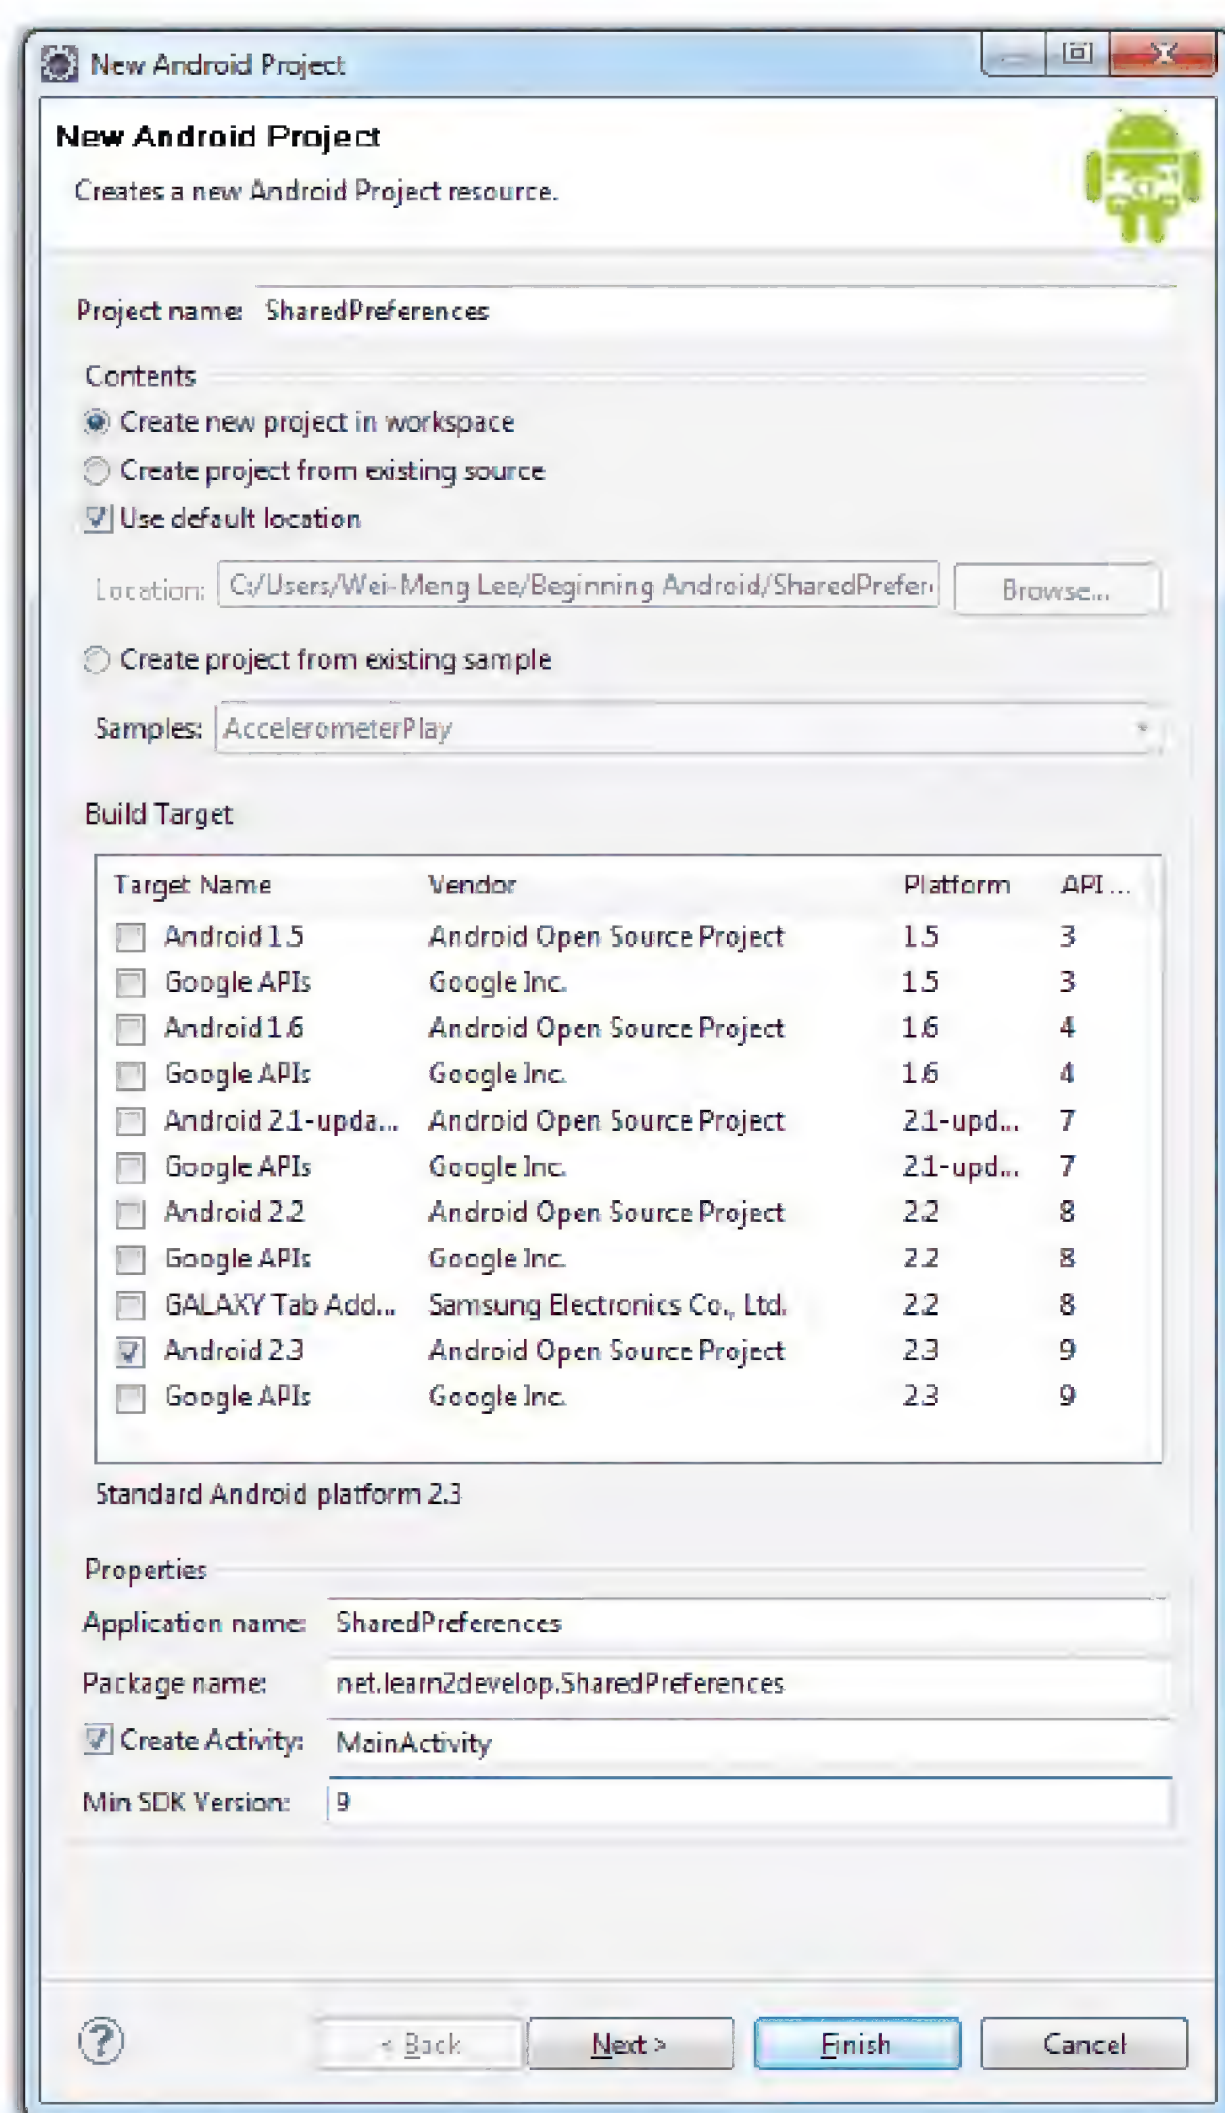 New Android Project
New Android Project
Creates a new Android Project resource.
Project name: SharedPreferences
Contents
Create new project in workspace
Create project from existing source
Use default location
Location: C:/Users/Wei-Meng Lee/Beginning Android/SharedPrefer Browse...
Create project from existing sample
Samples: AccelerometerPlay
Build Target
Target Name Vendor Platform API ...
Android 1.5 Android Open Source Project 1.5 3
Google APIs Google Inc. 1.5 3
Android 1.6 Android Open Source Project 1.6 4
Google APIs Google Inc. 1.6 4
Android 2.1-upda... Android Open Source Project 2.1-upd... 7
Google APIs Google Inc. 2.1-upd... 7
Android 2.2 Android Open Source Project 2.2 8
Google APIs Google Inc. 2.2 8
GALAXY Tab Add... Samsung Electronics Co., Ltd. 2.2 8
Android 2.3 Android Open Source Project 2.3 9
Google APIs Google Inc. 2.3 9
Standard Android platform 2.3
Properties
Application name: SharedPreferences
Package name: net.learn2develop.SharedPreferences
Create Activity: MainActivity
Min SDK Version: 9
? < Back Next > Finish Cancel